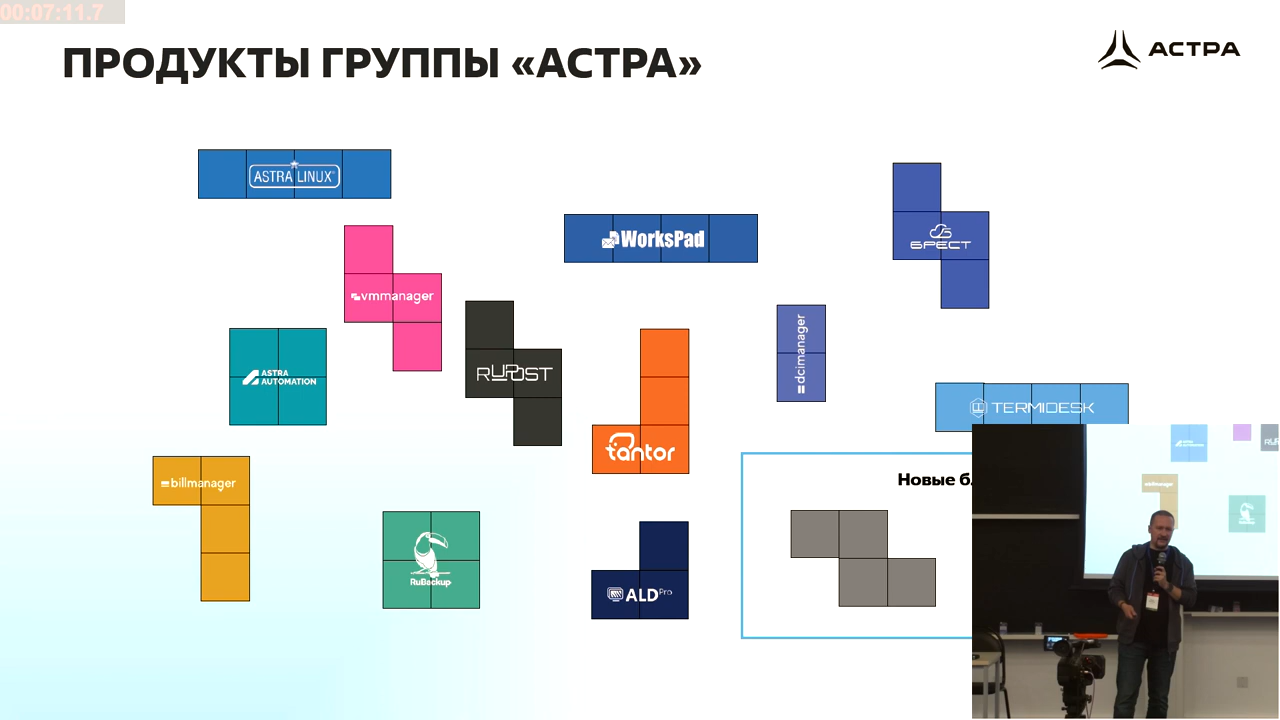 00:07:11.7
ПРОДУКТЫ ГРУППЫ «АСТРА»
АСТРА
ASTRA LINUX®
WorksPad
БРЕСТ
vmmanager
dcimanager
ASTRA
AUTOMATION
RUPOST
TERMIDESK
tantor
billmanager
Новые
RuBackup
ALD Pro